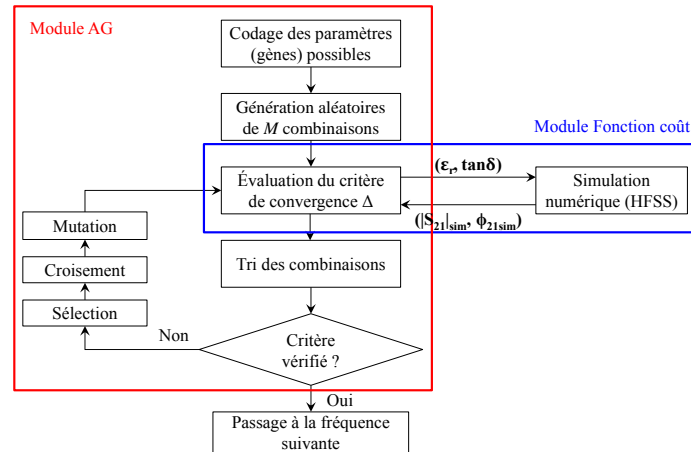 Module AG
Codage des paramètres
(gènes) possibles
Génération aléatoires
de M combinaisons
Module Fonction coût
Évaluation du critère
de convergence Δ
(εr, tanδ)
Simulation
numérique (HFSS)
(|S21|sim, ϕ21sim)
Mutation
Croisement
Sélection
Tri des combinaisons
Non
Critère
vérifié ?
Oui
Passage à la fréquence
suivante